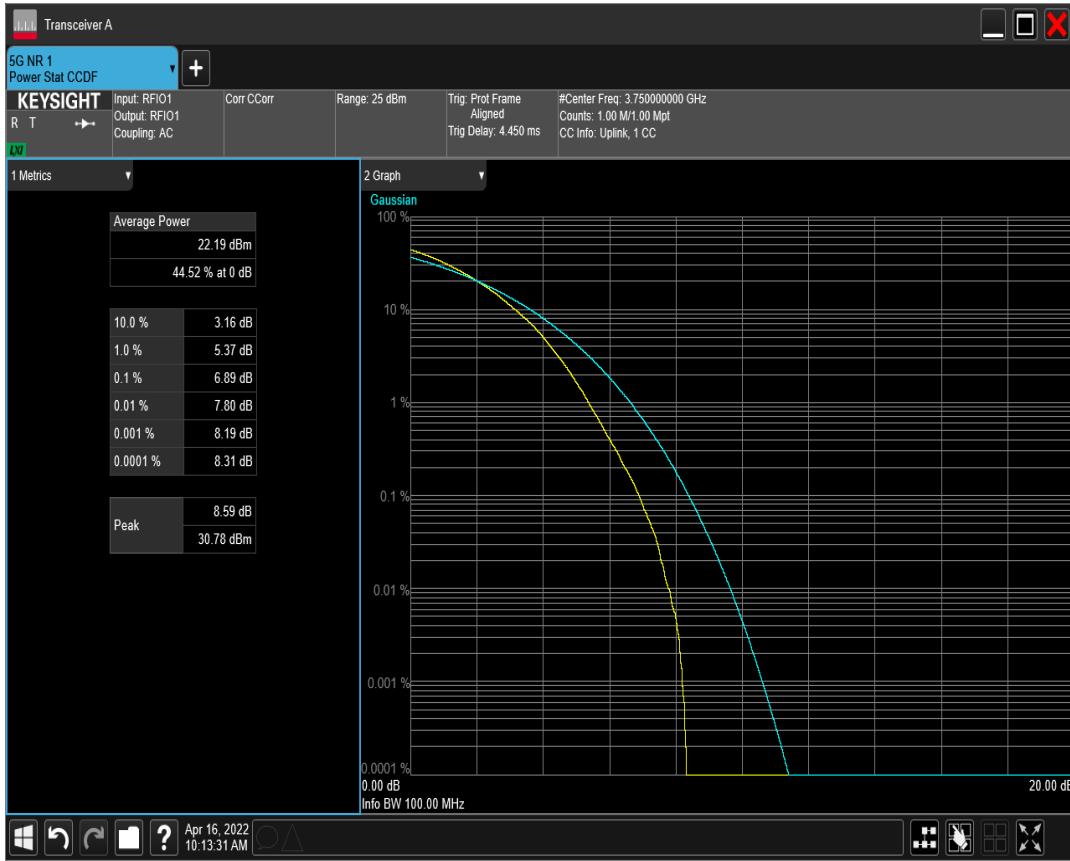 Transceiver A
5G NR 1
Power Stat CCDF
KEYSIGHT
R T
LXI
Input: RFIO1
Output: RFIO1
Coupling: AC
Corr CCorr
Range: 25 dBm
Trig: Prot Frame
Aligned
Trig Delay: 4.450 ms
#Center Freq: 3.750000000 GHz
Counts: 1.00 M/1.00 Mpt
CC Info: Uplink, 1 CC
1 Metrics
Average Power
22.19 dBm
44.52 % at 0 dB
10.0 % 3.16 dB
1.0 % 5.37 dB
0.1 % 6.89 dB
0.01 % 7.80 dB
0.001 % 8.19 dB
0.0001 % 8.31 dB
Peak
8.59 dB
30.78 dBm
2 Graph
Gaussian
100 %
10 %
1 %
0.1 %
0.01 %
0.001 %
0.0001 %
0.00 dB 20.00 dB
Info BW 100.00 MHz
? Apr 16, 2022
10:13:31 AM